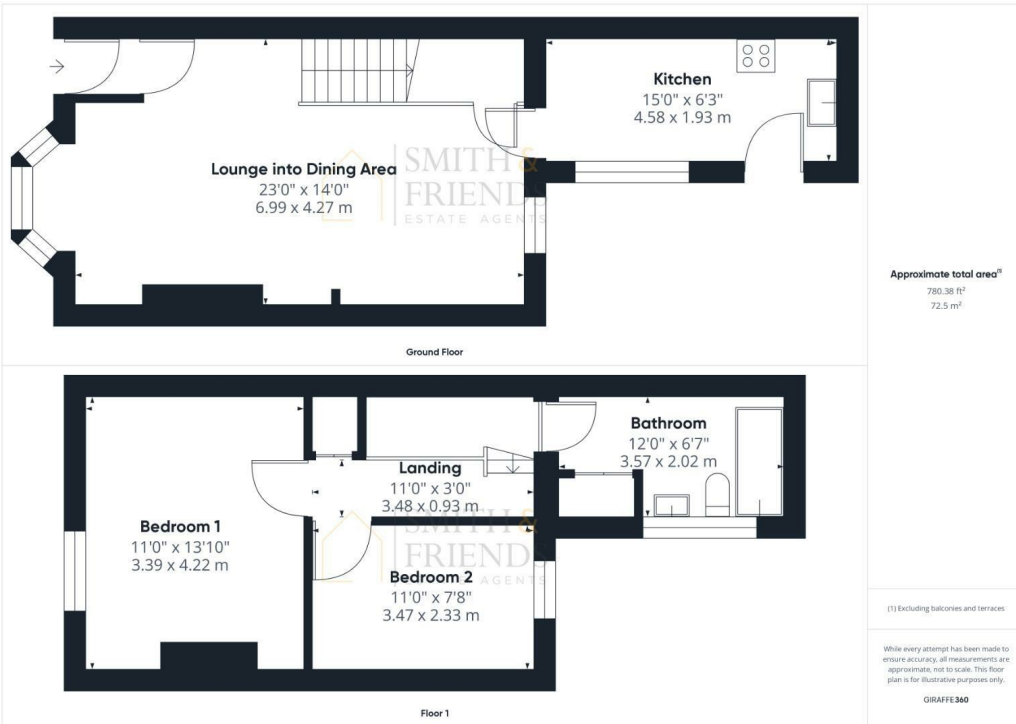 Kitchen
15'0" x 6'3"
4.58 x 1.93 m
Lounge into Dining Area
23'0" x 14'0"
6.99 x 4.27 m
SMITH &
FRIENDS
ESTATE AGENTS
Ground Floor
Approximate total area(1)
780.38 ft²
72.5 m²
Bathroom
12'0" x 6'7"
3.57 x 2.02 m
Landing
11'0" x 3'0"
3.48 x 0.93 m
Bedroom 1
11'0" x 13'10"
3.39 x 4.22 m
SMITH &
FRIENDS
AGENTS
Bedroom 2
11'0" x 7'8"
3.47 x 2.33 m
Floor 1
(1) Excluding balconies and terraces
While every attempt has been made to
ensure accuracy, all measurements are
approximate, not to scale. This floor
plan is for illustrative purposes only.
GIRAFFE360